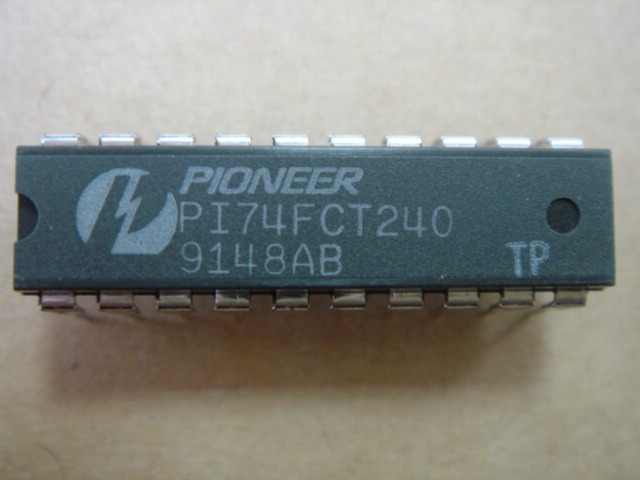 PIONEER
PI74FCT240
9148AB
TP